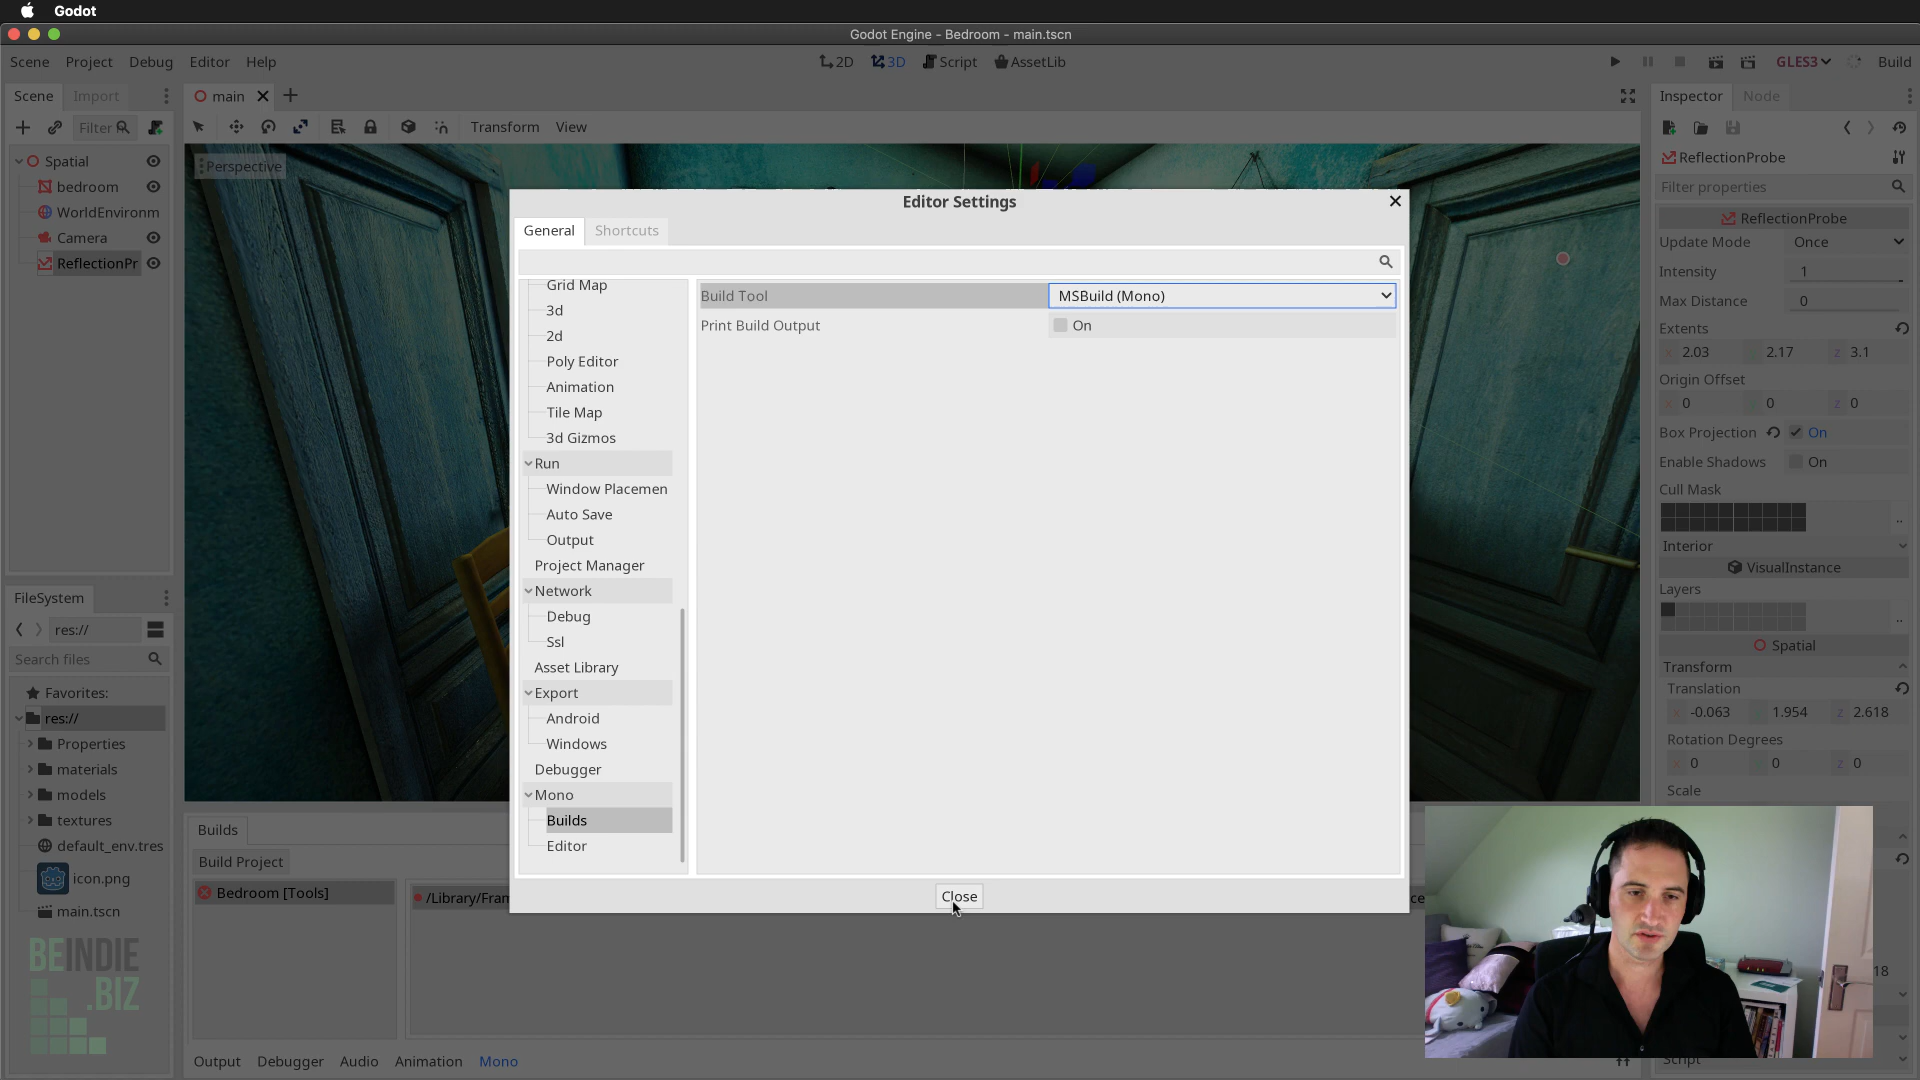 Godot
Godot Engine - Bedroom - main.tscn
Scene Project Debug Editor Help
2D 3D Script AssetLib
GLES3 Build
Scene Import
main
Inspector Node
Filter
Transform View
Perspective
Spatial
bedroom
WorldEnvironm
Camera
ReflectionPr
FileSystem
res://
Search files
Favorites:
res://
Properties
materials
models
textures
default_env.tres
icon.png
main.tscn
BEINDIE
.BIZ
Editor Settings
General Shortcuts
Grid Map
3d
2d
Poly Editor
Animation
Tile Map
3d Gizmos
Run
Window Placemen
Auto Save
Output
Project Manager
Network
Debug
Ssl
Asset Library
Export
Android
Windows
Debugger
Mono
Builds
Editor
Build Tool MSBuild (Mono)
Print Build Output On
Close
Builds
Build Project
Bedroom [Tools]
/Library/Fram
Output Debugger Audio Animation Mono
ReflectionProbe
Filter properties
ReflectionProbe
Update Mode Once
Intensity 1
Max Distance 0
Extents
x 2.03 y 2.17 z 3.1
Origin Offset
x 0 y 0 z 0
Box Projection On
Enable Shadows On
Cull Mask
..
Interior
VisualInstance
Layers
..
Spatial
Transform
Translation
x -0.063 y 1.954 z 2.618
Rotation Degrees
x 0 y 0 z 0
Scale
18
Script